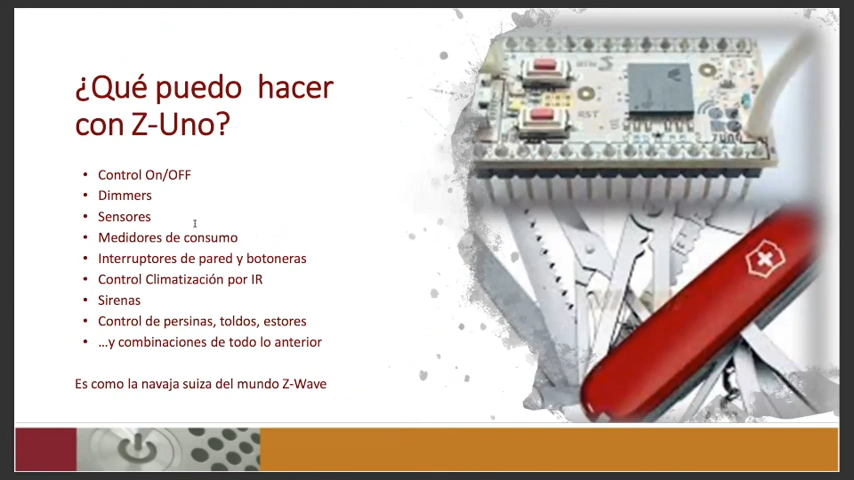 ¿Qué puedo hacer
con Z-Uno?
• Control On/OFF
• Dimmers
• Sensores
• Medidores de consumo
• Interruptores de pared y botoneras
• Control Climatización por IR
• Sirenas
• Control de persinas, toldos, estores
• …y combinaciones de todo lo anterior
Es como la navaja suiza del mundo Z-Wave
RST